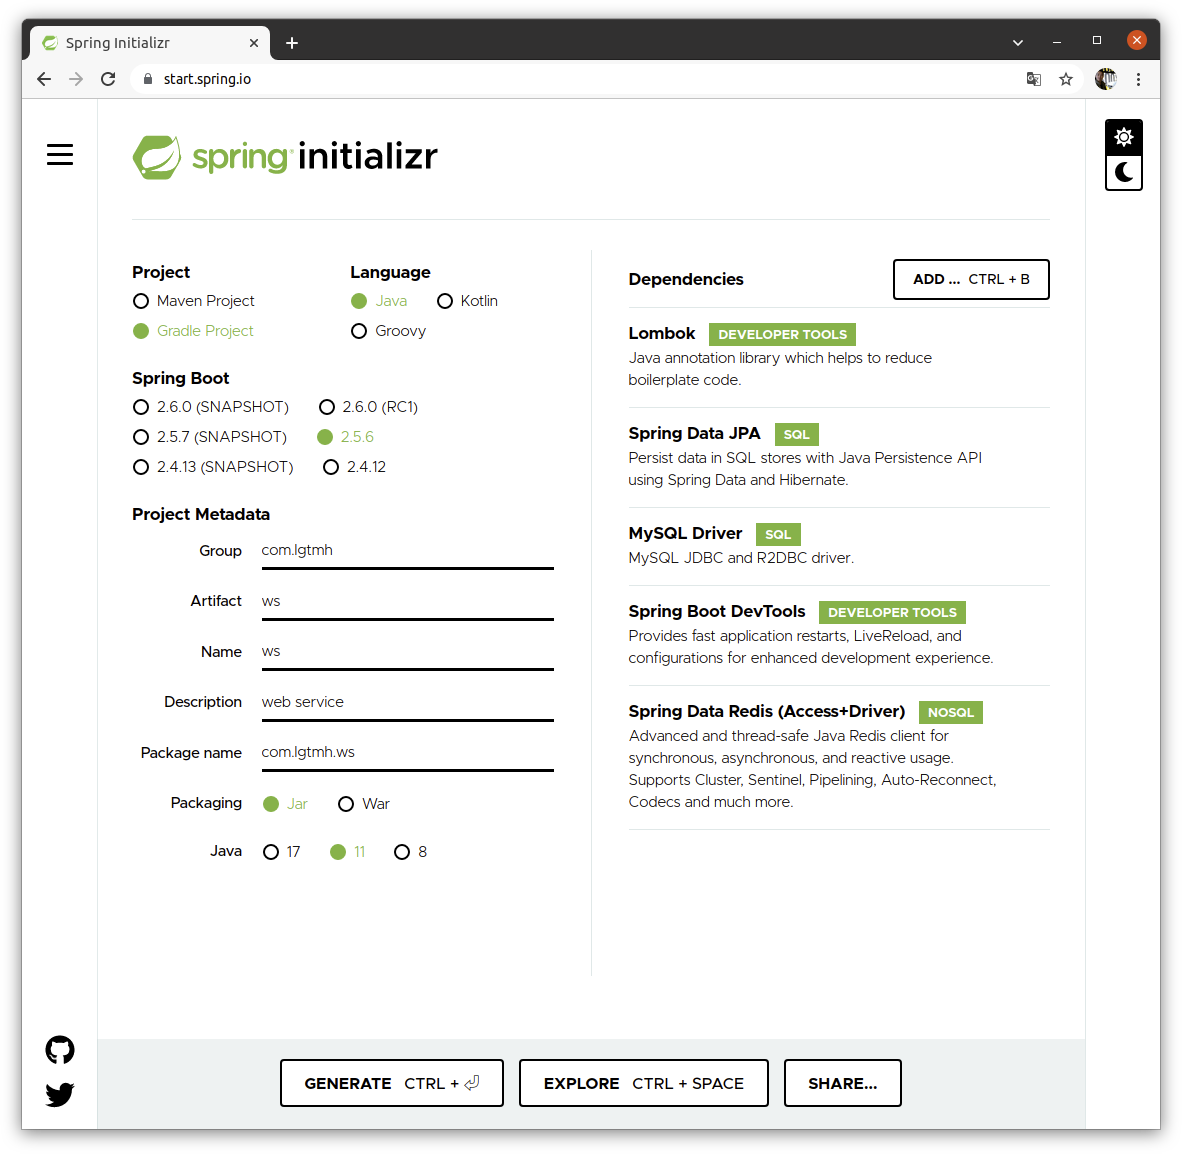 Spring Initializr
start.spring.io
spring initializr
Project
Maven Project
Gradle Project
Language
Java Kotlin
Groovy
Spring Boot
2.6.0 (SNAPSHOT) 2.6.0 (RC1)
2.5.7 (SNAPSHOT) 2.5.6
2.4.13 (SNAPSHOT) 2.4.12
Project Metadata
Group com.lgtmh
Artifact ws
Name ws
Description web service
Package name com.lgtmh.ws
Packaging Jar War
Java 17 11 8
Dependencies
ADD ... CTRL + B
Lombok DEVELOPER TOOLS
Java annotation library which helps to reduce
boilerplate code.
Spring Data JPA SQL
Persist data in SQL stores with Java Persistence API
using Spring Data and Hibernate.
MySQL Driver SQL
MySQL JDBC and R2DBC driver.
Spring Boot DevTools DEVELOPER TOOLS
Provides fast application restarts, LiveReload, and
configurations for enhanced development experience.
Spring Data Redis (Access+Driver) NOSQL
Advanced and thread-safe Java Redis client for
synchronous, asynchronous, and reactive usage.
Supports Cluster, Sentinel, Pipelining, Auto-Reconnect,
Codecs and much more.
GENERATE CTRL + ⏎
EXPLORE CTRL + SPACE
SHARE...